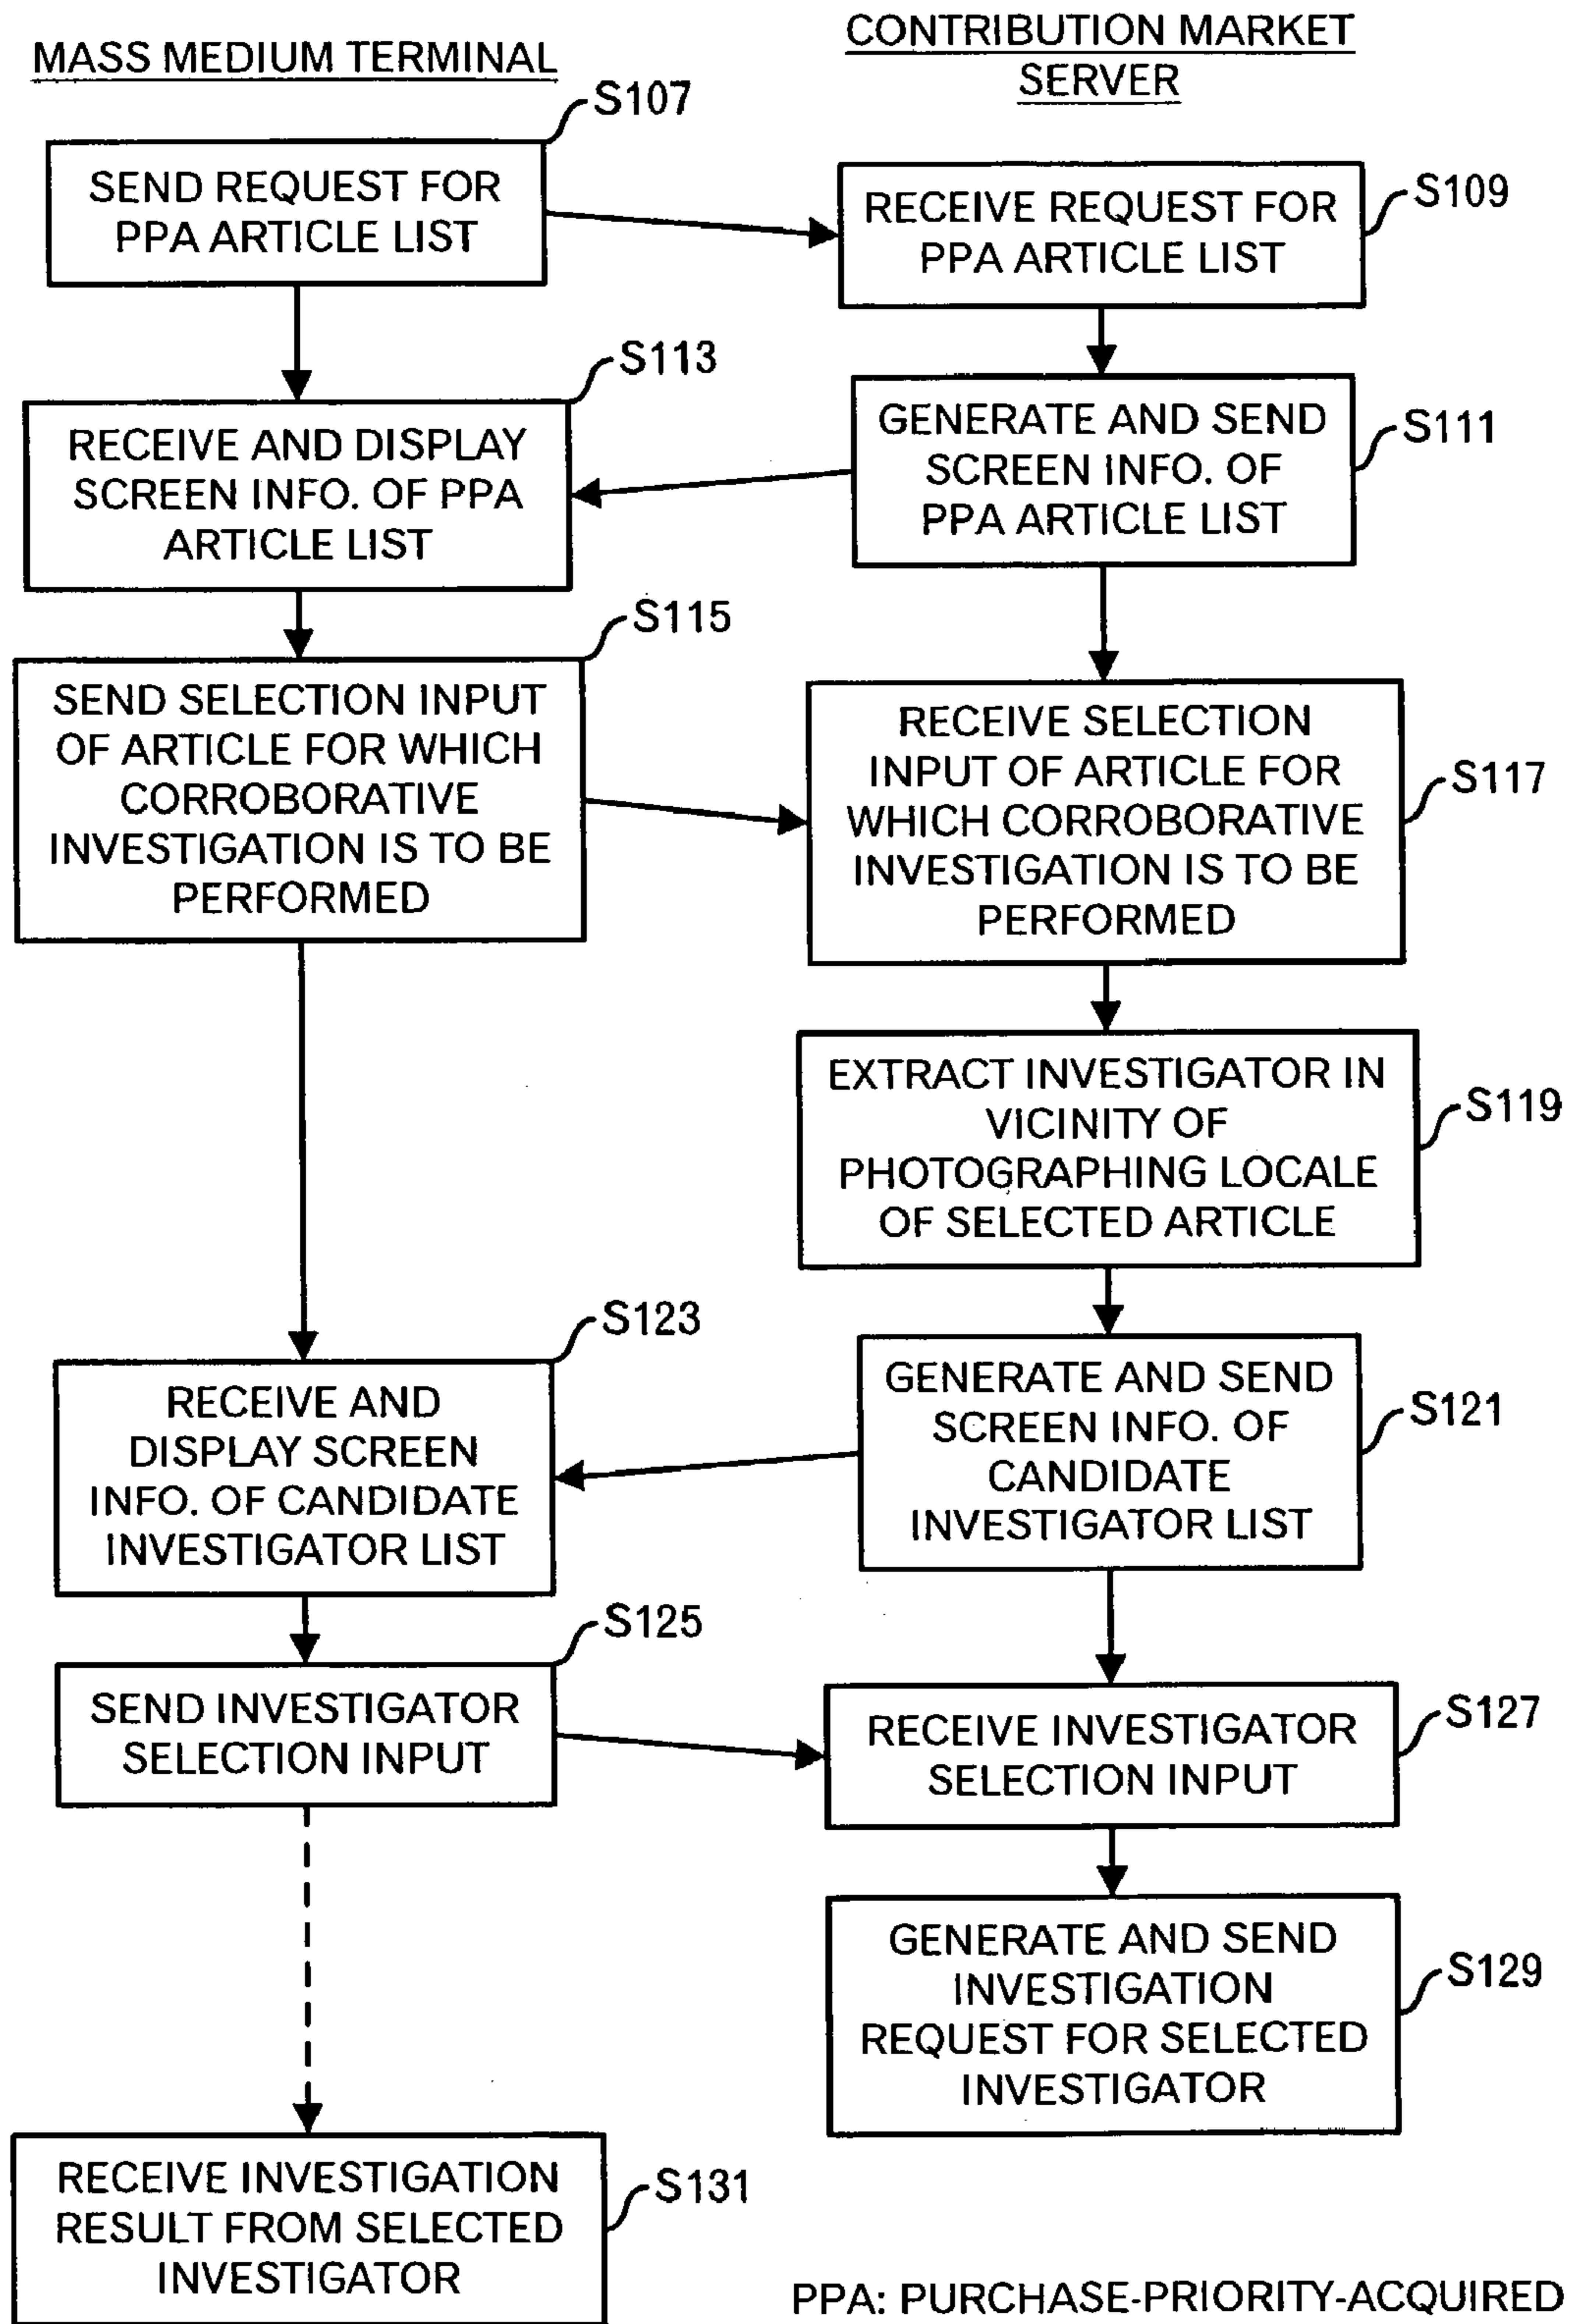 MASS MEDIUM TERMINAL
CONTRIBUTION MARKET
SERVER
S107
SEND REQUEST FOR
PPA ARTICLE LIST
S109
RECEIVE REQUEST FOR
PPA ARTICLE LIST
S113
RECEIVE AND DISPLAY
SCREEN INFO. OF PPA
ARTICLE LIST
S111
GENERATE AND SEND
SCREEN INFO. OF
PPA ARTICLE LIST
S115
SEND SELECTION INPUT
OF ARTICLE FOR WHICH
CORROBORATIVE
INVESTIGATION IS TO BE
PERFORMED
S117
RECEIVE SELECTION
INPUT OF ARTICLE FOR
WHICH CORROBORATIVE
INVESTIGATION IS TO BE
PERFORMED
S119
EXTRACT INVESTIGATOR IN
VICINITY OF
PHOTOGRAPHING LOCALE
OF SELECTED ARTICLE
S123
RECEIVE AND
DISPLAY SCREEN
INFO. OF CANDIDATE
INVESTIGATOR LIST
S121
GENERATE AND SEND
SCREEN INFO. OF
CANDIDATE
INVESTIGATOR LIST
S125
SEND INVESTIGATOR
SELECTION INPUT
S127
RECEIVE INVESTIGATOR
SELECTION INPUT
S129
GENERATE AND SEND
INVESTIGATION
REQUEST FOR SELECTED
INVESTIGATOR
S131
RECEIVE INVESTIGATION
RESULT FROM SELECTED
INVESTIGATOR
PPA: PURCHASE-PRIORITY-ACQUIRED